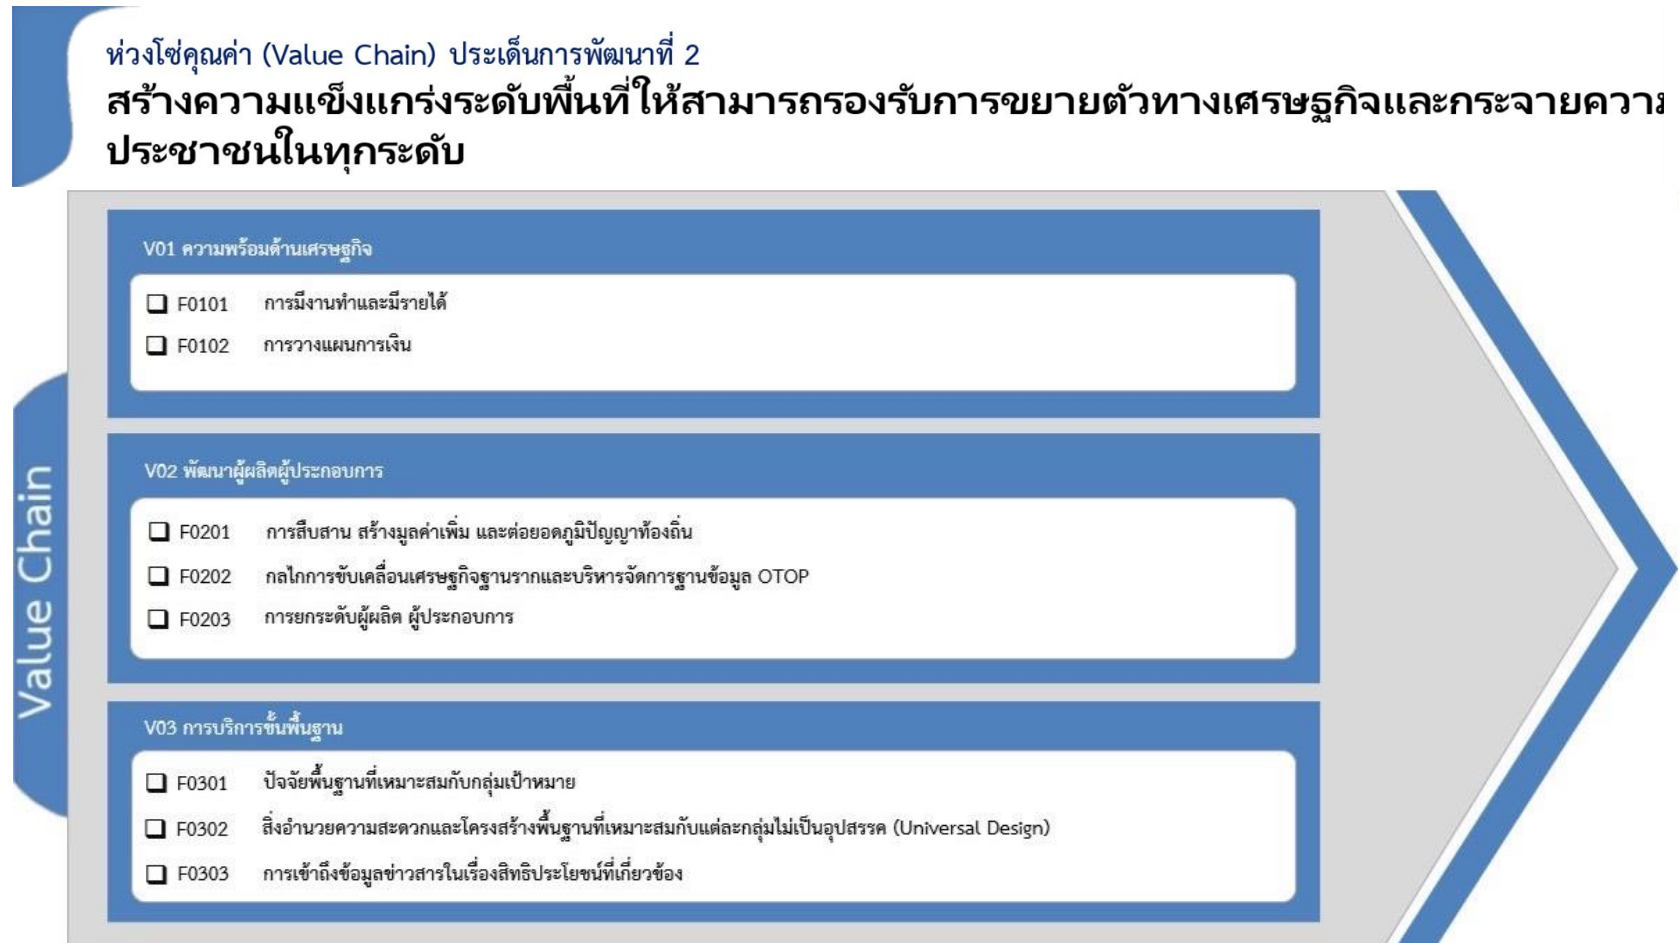 ห่วงโซ่คุณค่า (Value Chain) ประเด็นการพัฒนาที่ 2
สร้างความแข็งแกร่งระดับพื้นที่ให้สามารถรองรับการขยายตัวทางเศรษฐกิจและกระจาย
ประชาชนในทุกระดับ
Value Chain
V01 ความพร้อมด้านเศรษฐกิจ
F0101 การมีงานทำและมีรายได้
F0102 การวางแผนการเงิน
V02 พัฒนาผู้ผลิตผู้ประกอบการ
F0201 การสืบสาน สร้างมูลค่าเพิ่ม และต่อยอดภูมิปัญญาท้องถิ่น
F0202 กลไกการขับเคลื่อนเศรษฐกิจฐานรากและบริหารจัดการฐานข้อมูล OTOP
F0203 การยกระดับผู้ผลิต ผู้ประกอบการ
V03 การบริการขั้นพื้นฐาน
F0301 ปัจจัยพื้นฐานที่เหมาะสมกับกลุ่มเป้าหมาย
F0302 สิ่งอำนวยความสะดวกและโครงสร้างพื้นฐานที่เหมาะสมกับแต่ละกลุ่มไม่เป็นอุปสรรค (Universal Design)
F0303 การเข้าถึงข้อมูลข่าวสารในเรื่องสิทธิประโยชน์ที่เกี่ยวข้อง